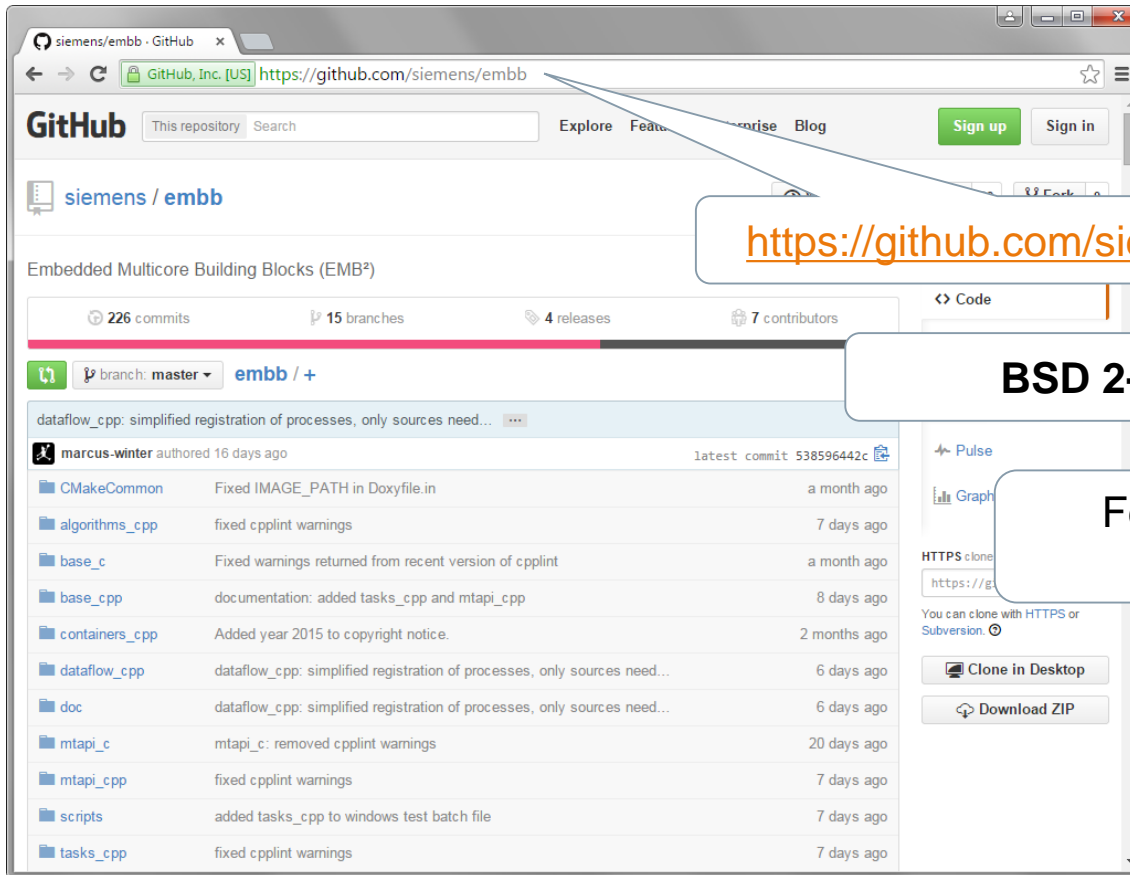 siemens/embb · GitHub
GitHub, Inc. [US] https://github.com/siemens/embb
GitHub This repository Search Explore Blog Sign up Sign in
siemens / embb
https://github.com/
Embedded Multicore Building Blocks (EMB²)
<> Code
226 commits 15 branches 4 releases 7 contributors
BSD
branch: master embb / +
dataflow_cpp: simplified registration of processes, only sources need... ...
marcus-winter authored 16 days ago latest commit 538596442c
Pulse
CMakeCommon Fixed IMAGE_PATH in Doxyfile.in a month ago
algorithms_cpp fixed cpplint warnings 7 days ago
base_c Fixed warnings returned from recent version of cpplint a month ago
HTTPS clone
base_cpp documentation: added tasks_cpp and mtapi_cpp 8 days ago
You can clone with HTTPS or
Subversion.
containers_cpp Added year 2015 to copyright notice. 2 months ago
dataflow_cpp dataflow_cpp: simplified registration of processes, only sources need... 6 days ago
Clone in Desktop
doc dataflow_cpp: simplified registration of processes, only sources need... 6 days ago
Download ZIP
mtapi_c mtapi_c: removed cpplint warnings 20 days ago
mtapi_cpp fixed cpplint warnings 7 days ago
scripts added tasks_cpp to windows test batch file 7 days ago
tasks_cpp fixed cpplint warnings 7 days ago